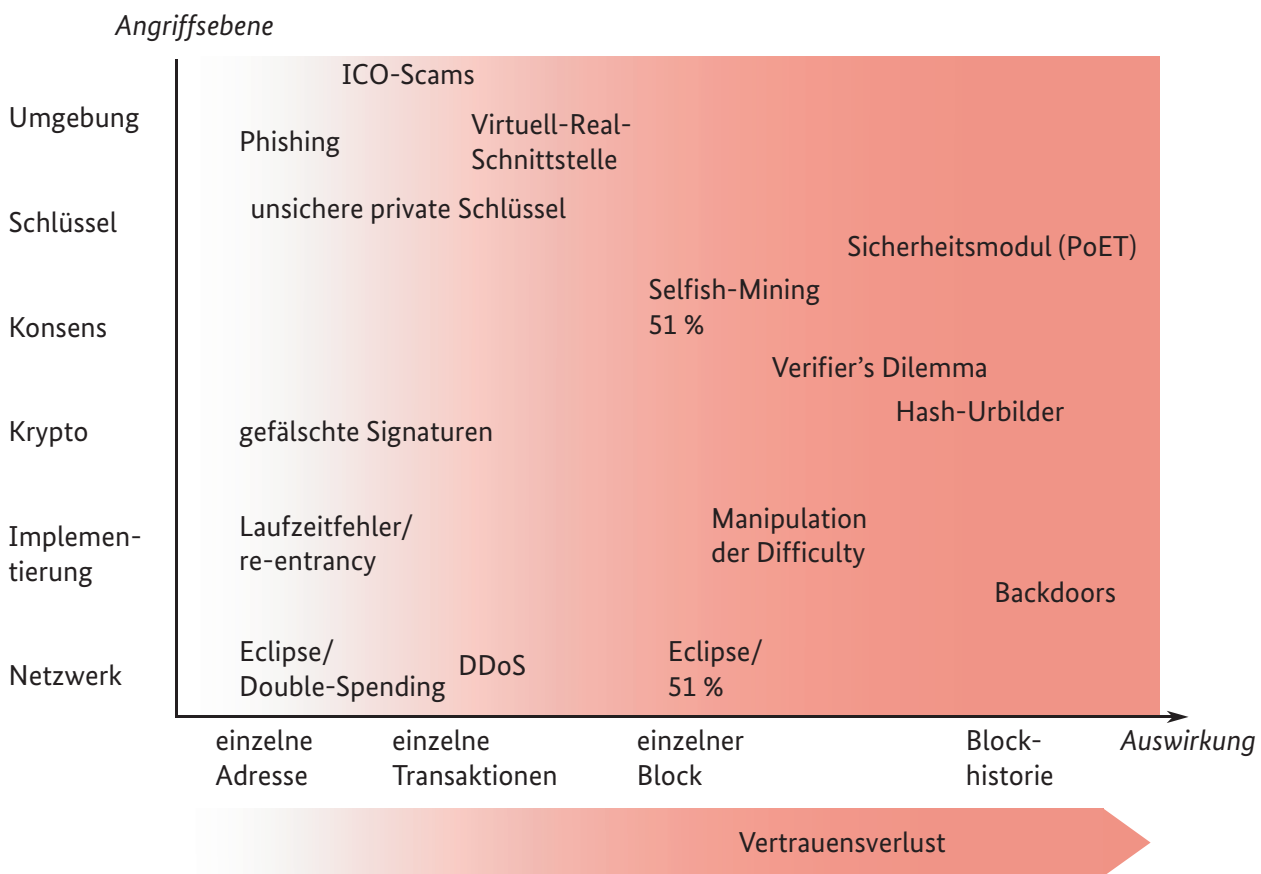 Angriffsebene
ICO-Scams
Umgebung
Phishing
Virtuell-Real-
Schnittstelle
Schlüssel
unsichere private Schlüssel
Sicherheitsmodul (PoET)
Konsens
Selfish-Mining
51 %
Verifier’s Dilemma
Hash-Urbilder
Krypto
gefälschte Signaturen
Implemen-
tierung
Laufzeitfehler/
re-entrancy
Manipulation
der Difficulty
Backdoors
Netzwerk
Eclipse/
Double-Spending
DDoS
Eclipse/
51 %
einzelne
Adresse
einzelne
Transaktionen
einzelner
Block
Block-
historie
Auswirkung
Vertrauensverlust